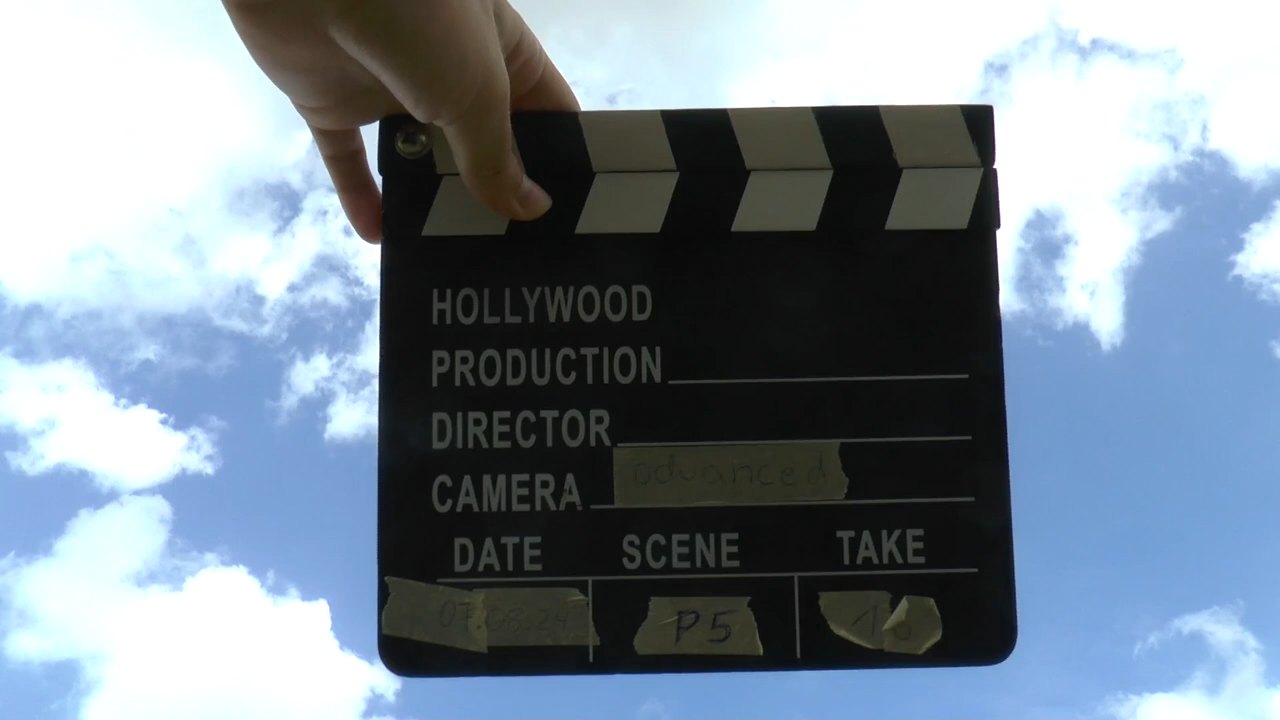 HOLLYWOOD
PRODUCTION
DIRECTOR
CAMERA advanced
DATE SCENE TAKE
07.08.24 P5